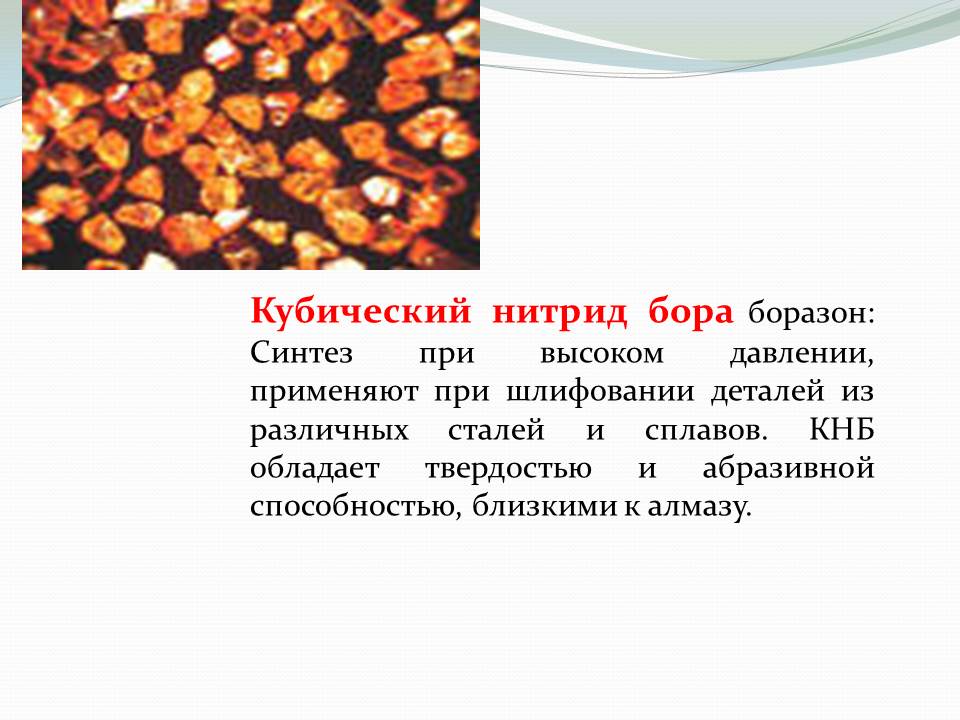 Кубический нитрид бора боразон:
Синтез при высоком давлении,
применяют при шлифовании деталей из
различных сталей и сплавов. КНБ
обладает твердостью и абразивной
способностью, близкими к алмазу.